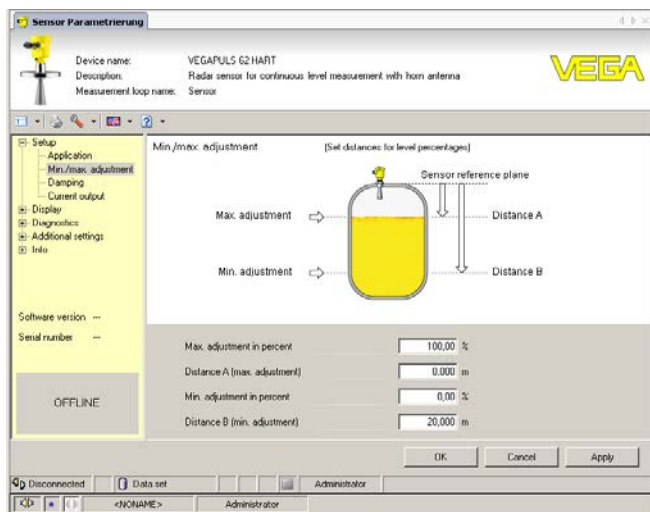 Sensor Parametrierung
Device name: VEGAPULS 62 HART
Description: Radar sensor for continuous level measurement with horn antenna
Measurement loop name: Sensor
VEGA
Setup
Application
Min./max. adjustment
Damping
Current output
Display
Diagnostics
Additional settings
Info
Software version ---
Serial number ---
OFFLINE
Min./max. adjustment (Set distances for level percentages)
Sensor reference plane
Max. adjustment
Distance A
Min. adjustment
Distance B
Max. adjustment in percent 100,00 %
Distance A (max. adjustment) 0.000 m
Min. adjustment in percent 0,00 %
Distance B (min. adjustment) 20,000 m
OK Cancel Apply
Disconnected Data set Administrator
<NONAME> Administrator